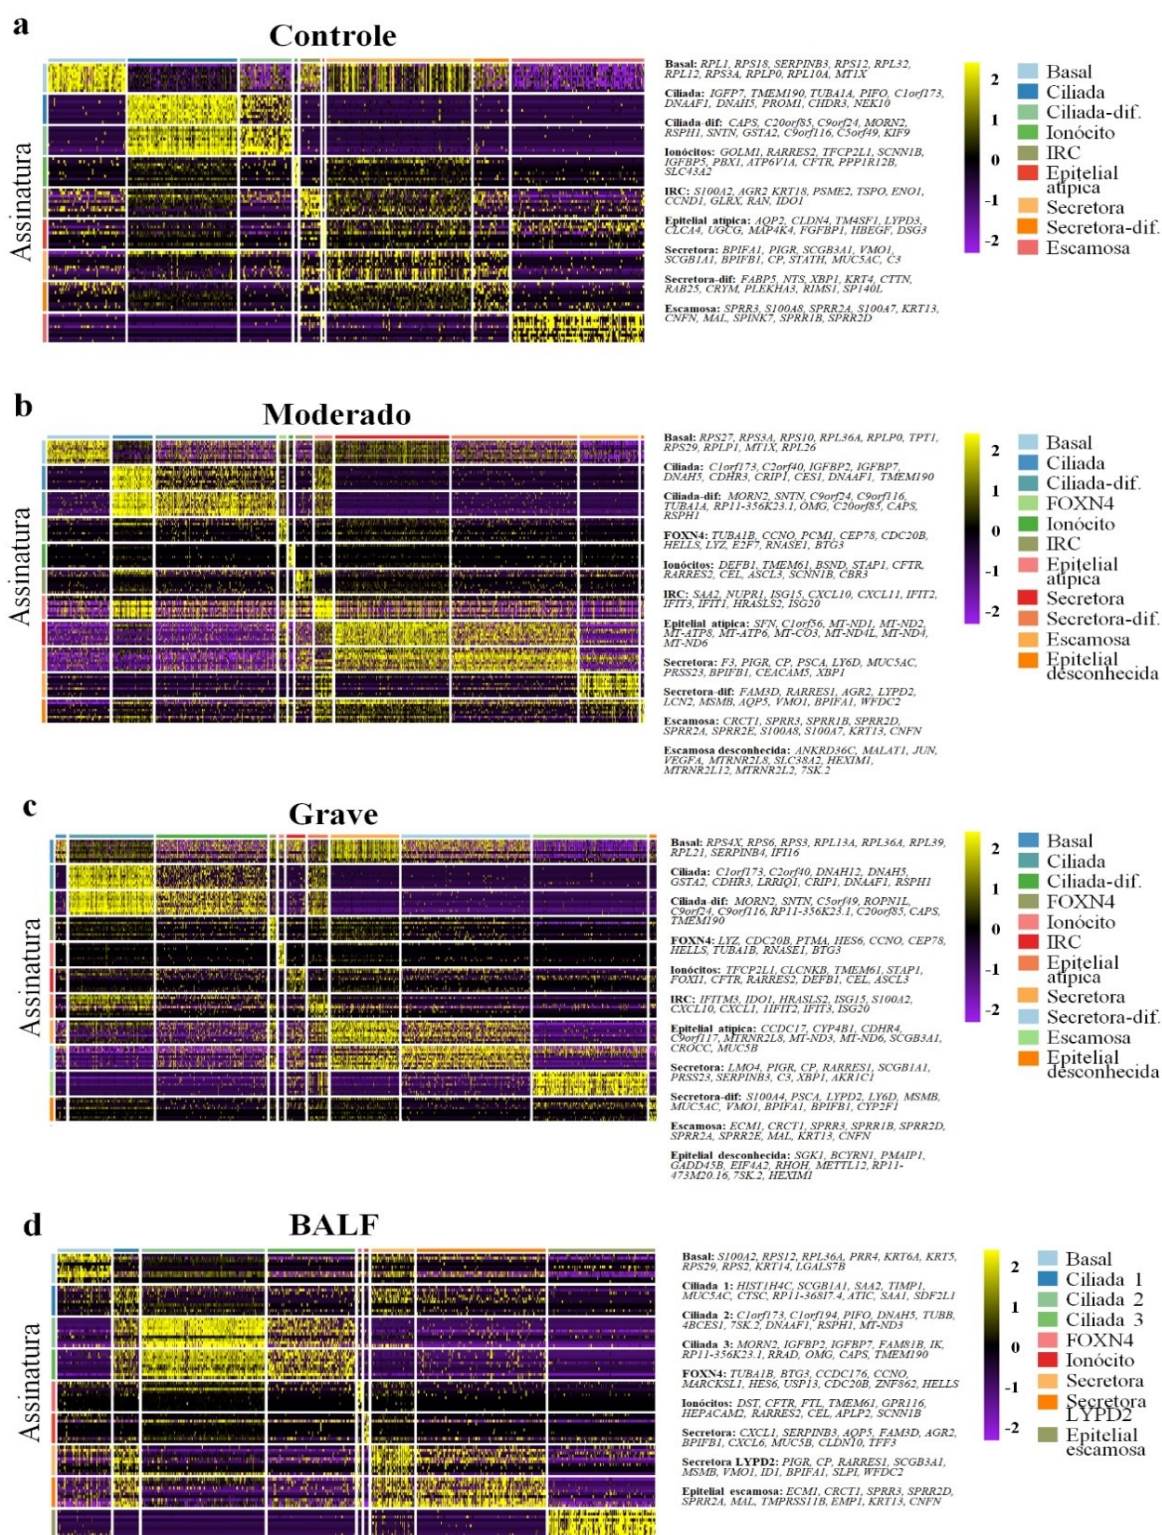 a
Controle
Assinatura
Basal: RPL1, RPS18, SERPINB3, RPS12, RPL32,
RPL12, RPS3A, RPLP0, RPL10A, MT1X
Ciliada: IGFP7, TMEM190, TUBA1A, PIFO, C1orf173,
DNAAF1, DNAH5, PROM1, CHDR3, NEK10
Ciliada-dif: CAPS, C20orf85, C9orf24, MORN2,
RSPH1, SNTN, GSTA2, C9orf116, C5orf49, KIF9
Ionócitos: GOLM1, RARRES2, TFCP2L1, SCNN1B,
IGFBP5, PBX1, ATP6V1A, CFTR, PPP1R12B,
SLC43A2
IRC: S100A2, AGR2 KRT18, PSME2, TSPO, ENO1,
CCND1, GLRX, RAN, IDO1
Epitelial atípica: AQP2, CLDN4, TM4SF1, LYPD3,
CLCA4, UGCG, MAP4K4, FGFBP1, HBEGF, DSG3
Secretora: BPIFA1, PIGR, SCGB3A1, VMO1,
SCGB1A1, BPIFB1, CP, STATH, MUC5AC, C3
Secretora-dif: FABP5, NTS, XBP1, KRT4, CTTN,
RAB25, CRYM, PLEKHA3, RIMS1, SP140L
Escamosa: SPRR3, S100A8, SPRR2A, S100A7, KRT13,
CNFN, MAL, SPINK7, SPRR1B, SPRR2D
2
1
0
-1
-2
Basal
Ciliada
Ciliada-dif.
Ionócito
IRC
Epitelial
atípica
Secretora
Secretora-dif.
Escamosa
b
Moderado
Assinatura
Basal: RPS27, RPS3A, RPS10, RPL36A, RPLP0, TPT1,
RPS29, RPLP1, MT1X, RPL26
Ciliada: C1orf173, C2orf40, IGFBP2, IGFBP7,
DNAH5, CDHR3, CRIP1, CES1, DNAAF1, TMEM190
Ciliada-dif: MORN2, SNTN, C9orf24, C9orf116,
TUBA1A, RP11-356K23.1, OMG, C20orf85, CAPS,
RSPH1
FOXN4: TUBA1B, CCNO, PCM1, CEP78, CDC20B,
HELLS, LYZ, E2F7, RNASE1, BTG3
Ionócitos: DEFB1, TMEM61, BSND, STAP1, CFTR,
RARRES2, CEL, ASCL3, SCNN1B, CBR3
IRC: SAA2, NUPR1, ISG15, CXCL10, CXCL11, IFIT2,
IFIT3, IFIT1, HRASLS2, ISG20
Epitelial atípica: SFN, C1orf56, MT-ND1, MT-ND2,
MT-ATP8, MT-ATP6, MT-CO3, MT-ND4L, MT-ND4,
MT-ND6
Secretora: F3, PIGR, CP, PSCA, LY6D, MUC5AC,
PRSS23, BPIFB1, CEACAM5, XBP1
Secretora-dif: FAM3D, RARRES1, AGR2, LYPD2,
LCN2, MSMB, AQP5, VMO1, BPIFA1, WFDC2
Escamosa: CRCT1, SPRR3, SPRR1B, SPRR2D,
SPRR2A, SPRR2E, S100A8, S100A7, KRT13, CNFN
Escamosa desconhecida: ANKRD36C, MALAT1, JUN,
VEGFA, MTRNR2L8, SLC38A2, HEXIM1,
MTRNR2L12, MTRNR2L2, 7SK.2
2
1
0
-1
-2
Basal
Ciliada
Ciliada-dif.
FOXN4
Ionócito
IRC
Epitelial
atípica
Secretora
Secretora-dif.
Escamosa
Epitelial
desconhecida
c
Grave
Assinatura
Basal: RPS4X, RPS6, RPS3, RPL13A, RPL36A, RPL39,
RPL21, SERPINB4, IFI16
Ciliada: C1orf173, C2orf40, DNAH12, DNAH5,
GSTA2, CDHR3, LRRIQ1, CRIP1, DNAAF1, RSPH1
Ciliada-dif: MORN2, SNTN, C5orf49, ROPN1L,
C9orf24, C9orf116, RP11-356K23.1, C20orf85, CAPS,
TMEM190
FOXN4: LYZ, CDC20B, PTMA, HES6, CCNO, CEP78,
HELLS, TUBA1B, RNASE1, BTG3
Ionócitos: TFCP2L1, CLCNKB, TMEM61, STAP1,
FOXI1, CFTR, RARRES2, DEFB1, CEL, ASCL3
IRC: IFITM3, IDO1, HRASLS2, ISG15, S100A2,
CXCL10, CXCL1, 1IFIT2, IFIT3, ISG20
Epitelial atípica: CCDC17, CYP4B1, CDHR4,
C9orf117, MTRNR2L8, MT-ND3, MT-ND6, SCGB3A1,
CROCC, MUC5B
Secretora: LMO4, PIGR, CP, RARRES1, SCGB1A1,
PRSS23, SERPINB3, C3, XBP1, AKR1C1
Secretora-dif: S100A4, PSCA, LYPD2, LY6D, MSMB,
MUC5AC, VMO1, BPIFA1, BPIFB1, CYP2F1
Escamosa: ECM1, CRCT1, SPRR3, SPRR1B, SPRR2D,
SPRR2A, SPRR2E, MAL, KRT13, CNFN
Epitelial desconhecida: SGK1, BCYRN1, PMAIP1,
GADD45B, EIF4A2, RHOH, METTL12, RP11-
473M20.16, 7SK.2, HEXIM1
2
1
0
-1
-2
Basal
Ciliada
Ciliada-dif.
FOXN4
Ionócito
IRC
Epitelial
atípica
Secretora
Secretora-dif.
Escamosa
Epitelial
desconhecida
d
BALF
Assinatura
Basal: S100A2, RPS12, RPL36A, PRR4, KRT6A, KRT5,
RPS29, RPS2, KRT14, LGALS7B
Ciliada 1: HIST1H4C, SCGB1A1, SAA2, TIMP1,
MUC5AC, CTSC, RP11-368I7.4, ATIC, SAA1, SDF2L1
Ciliada 2: C1orf173, C1orf194, PIFO, DNAH5, TUBB,
4BCES1, 7SK.2, DNAAF1, RSPH1, MT-ND3
Ciliada 3: MORN2, IGFBP2, IGFBP7, FAM81B, IK,
RP11-356K23.1, RRAD, OMG, CAPS, TMEM190
FOXN4: TUBA1B, BTG3, CCDC176, CCNO,
MARCKSL1, HES6, USP13, CDC20B, ZNF862, HELLS
Ionócitos: DST, CFTR, FTL, TMEM61, GPR116,
HEPACAM2, RARRES2, CEL, APLP2, SCNN1B
Secretora: CXCL1, SERPINB3, AQP5, FAM3D, AGR2,
BPIFB1, CXCL6, MUC5B, CLDN10, TFF3
Secretora LYPD2: PIGR, CP, RARRES1, SCGB3A1,
MSMB, VMO1, ID1, BPIFA1, SLPI, WFDC2
Epitelial escamosa: ECM1, CRCT1, SPRR3, SPRR2D,
SPRR2A, MAL, TMPRSS11B, EMP1, KRT13, CNFN
2
1
0
-1
-2
Basal
Ciliada 1
Ciliada 2
Ciliada 3
FOXN4
Ionócito
Secretora
Secretora
LYPD2
Epitelial
escamosa